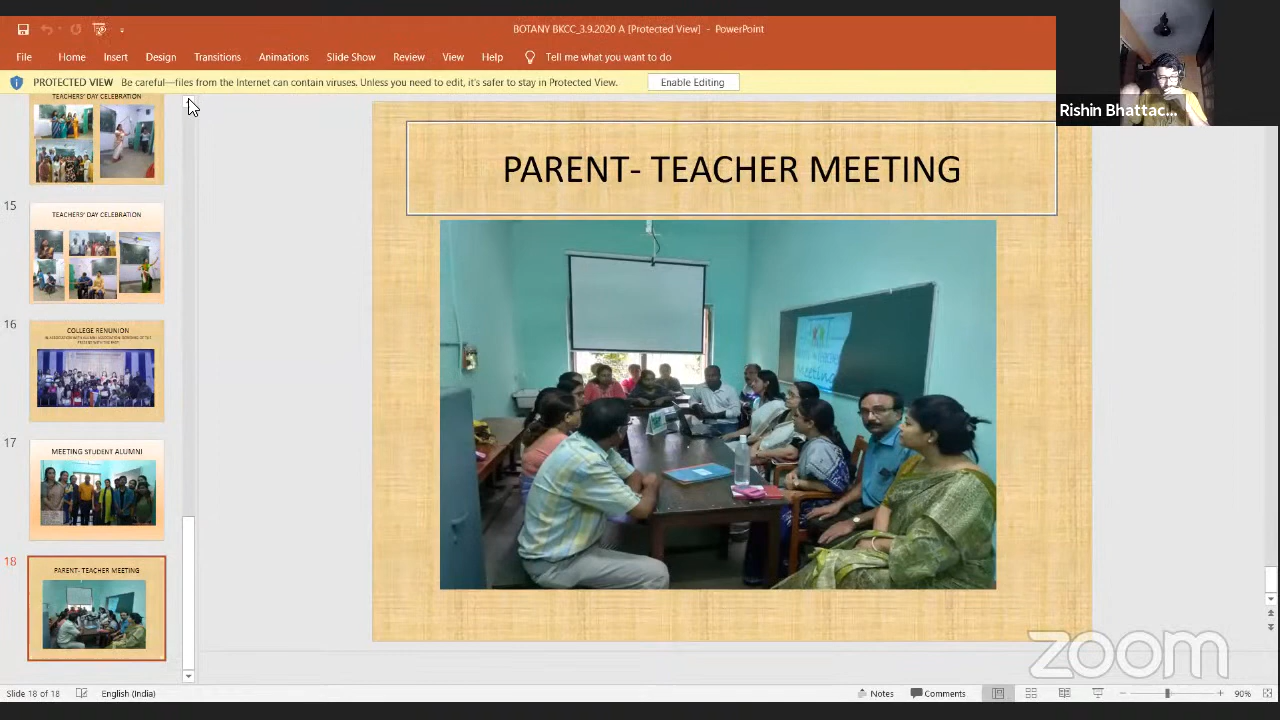 BOTANY BKCC_3.9.2020 A [Protected View] - PowerPoint
File Home Insert Design Transitions Animations Slide Show Review View Help Tell me what you want to do
PROTECTED VIEW Be careful—files from the Internet can contain viruses. Unless you need to edit, it's safer to stay in Protected View. Enable Editing
Rishin Bhattac...
TEACHERS' DAY CELEBRATION
15
TEACHERS' DAY CELEBRATION
16
COLLEGE RENUNION
17
MEETING STUDENT ALUMNI
18
PARENT- TEACHER MEETING
PARENT- TEACHER MEETING
Meeting
zoom
Slide 18 of 18 English (India) Notes Comments 90%